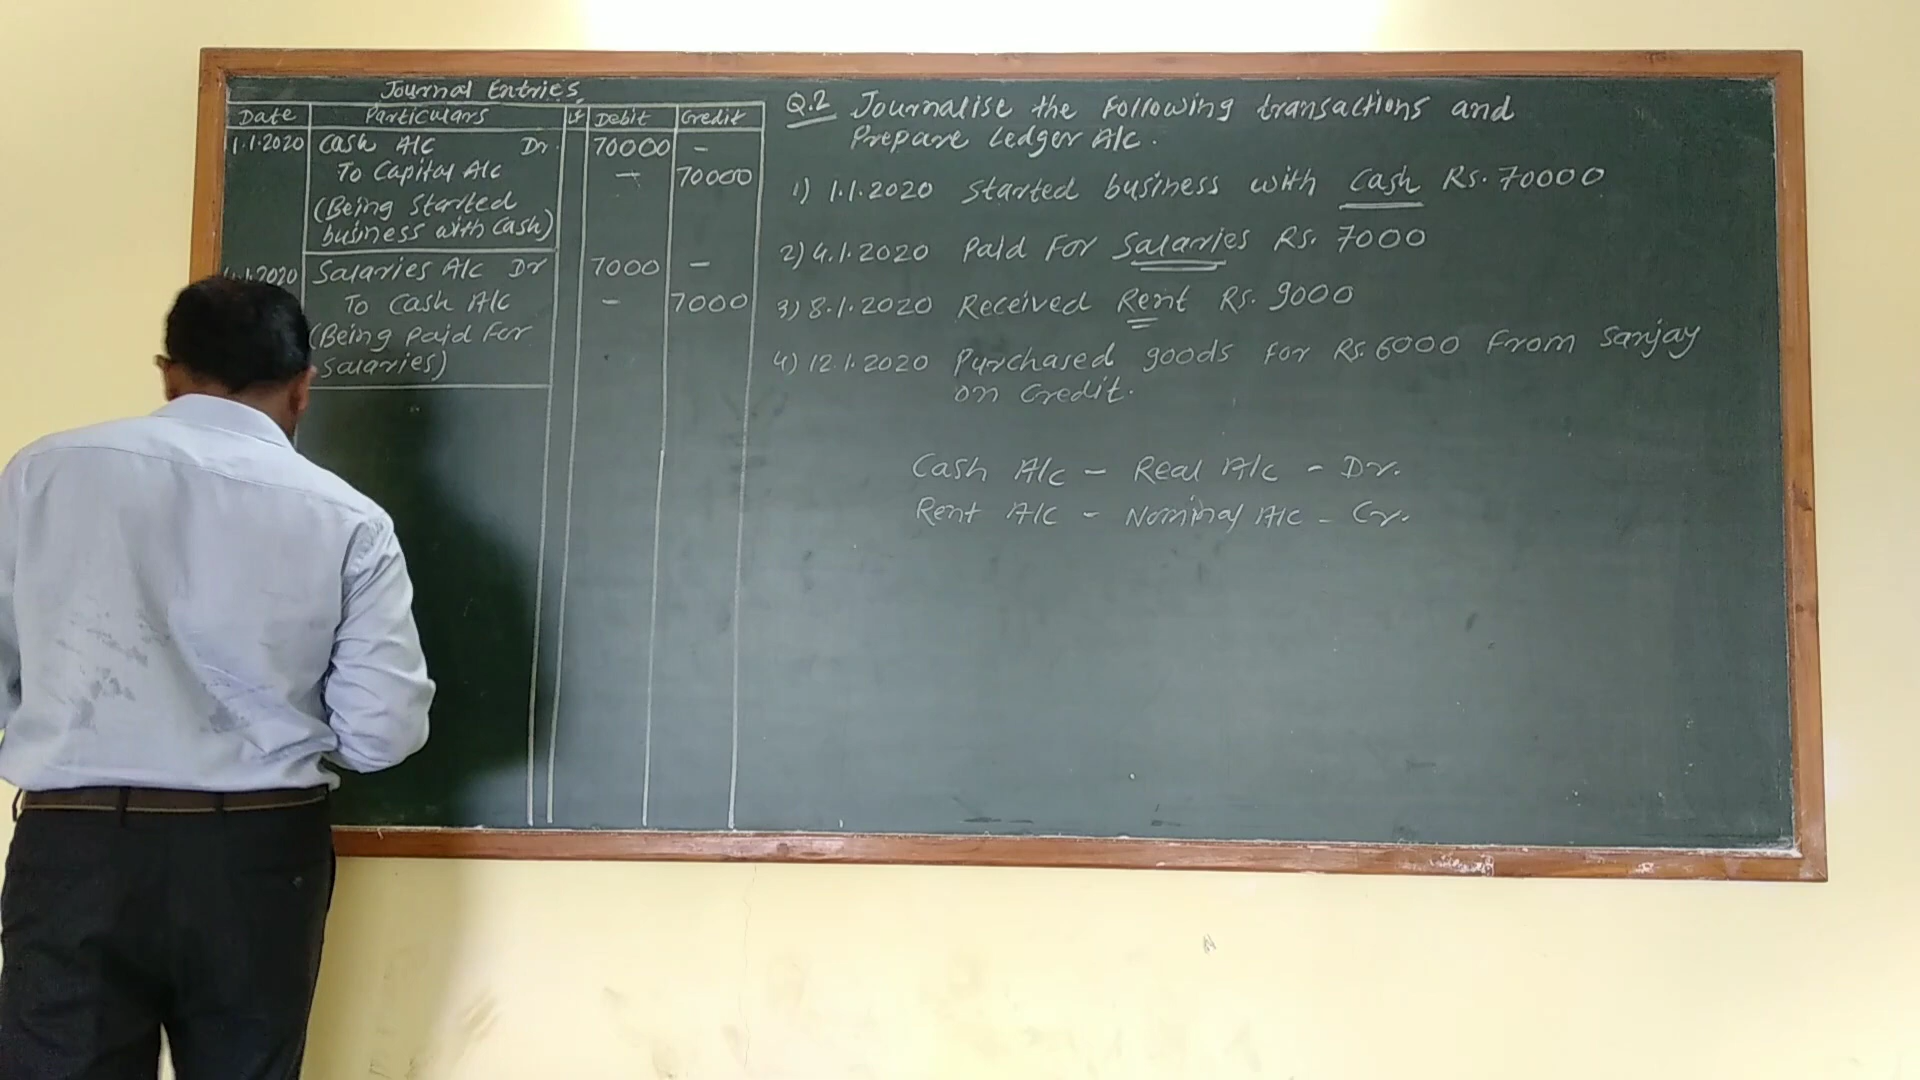 Journal Entries
Date Particulars LF Debit Credit
1.1.2020 Cash A/c Dr. 70000 -
To Capital A/c - 70000
(Being Started
business with cash)
.1.2020 Salaries A/c Dr 7000 -
To Cash A/c - 7000
(Being Paid For
Salaries)
Q.2 Journalise the Following transactions and
Prepare Ledger A/c.
1) 1.1.2020 Started business with Cash Rs. 70000
2) 4.1.2020 Paid For Salaries Rs. 7000
3) 8.1.2020 Received Rent Rs. 9000
4) 12.1.2020 Purchased goods for Rs. 6000 From Sanjay
on Credit.
Cash A/c - Real A/c - Dr.
Rent A/c - Nominal A/c - Cr.